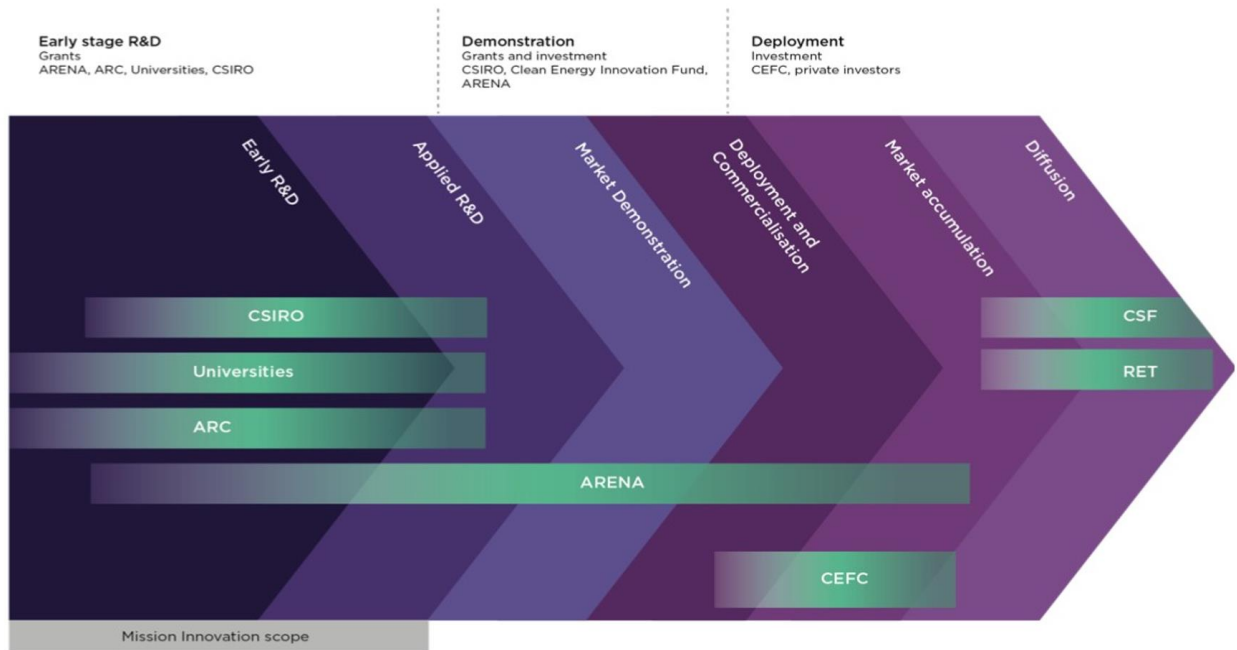 Early stage R&D
Grants
ARENA, ARC, Universities, CSIRO
Demonstration
Grants and investment
CSIRO, Clean Energy Innovation Fund,
ARENA
Deployment
Investment
CEFC, private investors
Early R&D
Applied R&D
Market Demonstration
Deployment and
Commercialisation
Market accumulation
Diffusion
CSIRO
CSF
Universities
RET
ARC
ARENA
CEFC
Mission Innovation scope